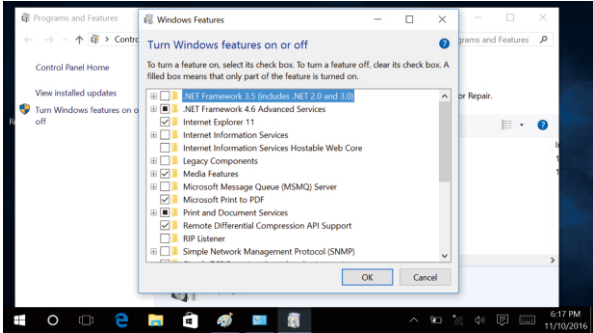 Programs and Features
Windows Features
Contro
grams and Features
Turn Windows features on or off
Control Panel Home
To turn a feature on, select its check box. To turn a feature off, clear its check box. A
filled box means that only part of the feature is turned on.
View installed updates
Turn Windows features on o
off
or Repair.
.NET Framework 3.5 (includes .NET 2.0 and 3.0)
.NET Framework 4.6 Advanced Services
Internet Explorer 11
Internet Information Services
Internet Information Services Hostable Web Core
Legacy Components
Media Features
Microsoft Message Queue (MSMQ) Server
Microsoft Print to PDF
Print and Document Services
Remote Differential Compression API Support
RIP Listener
Simple Network Management Protocol (SNMP)
OK
Cancel
6:17 PM
11/10/2016